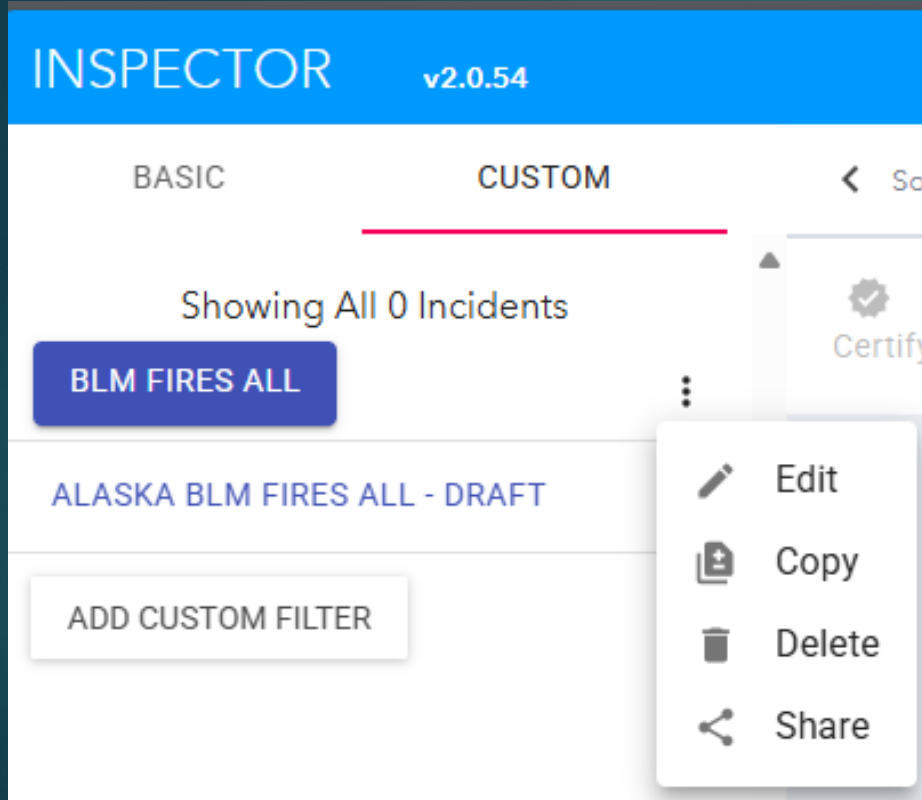 INSPECTOR v2.0.54
BASIC CUSTOM
Showing All 0 Incidents
Certify
BLM FIRES ALL
ALASKA BLM FIRES ALL - DRAFT
ADD CUSTOM FILTER
Edit
Copy
Delete
Share